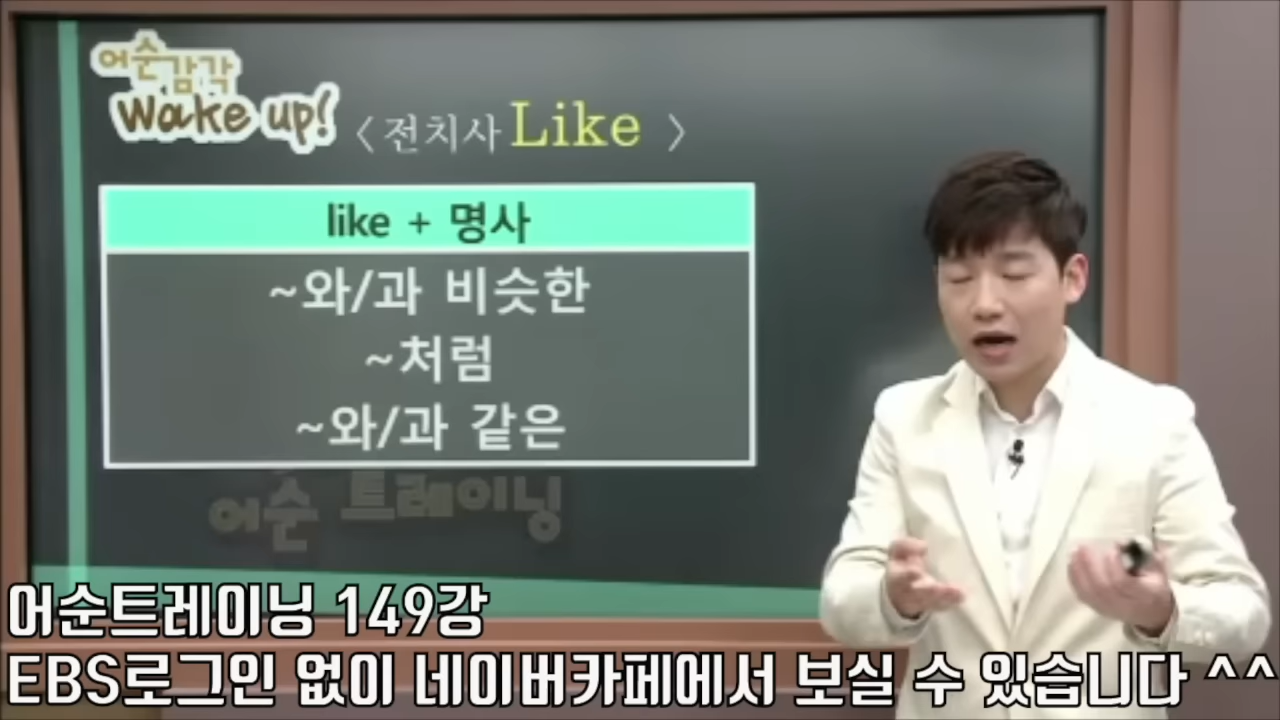 어순감각
Wake up!
〈 전치사 Like 〉
like + 명사
~와/과 비슷한
~처럼
~와/과 같은
어순 트레이닝
어순트레이닝 149강
EBS로그인 없이 네이버카페에서 보실 수 있습니다 ^^